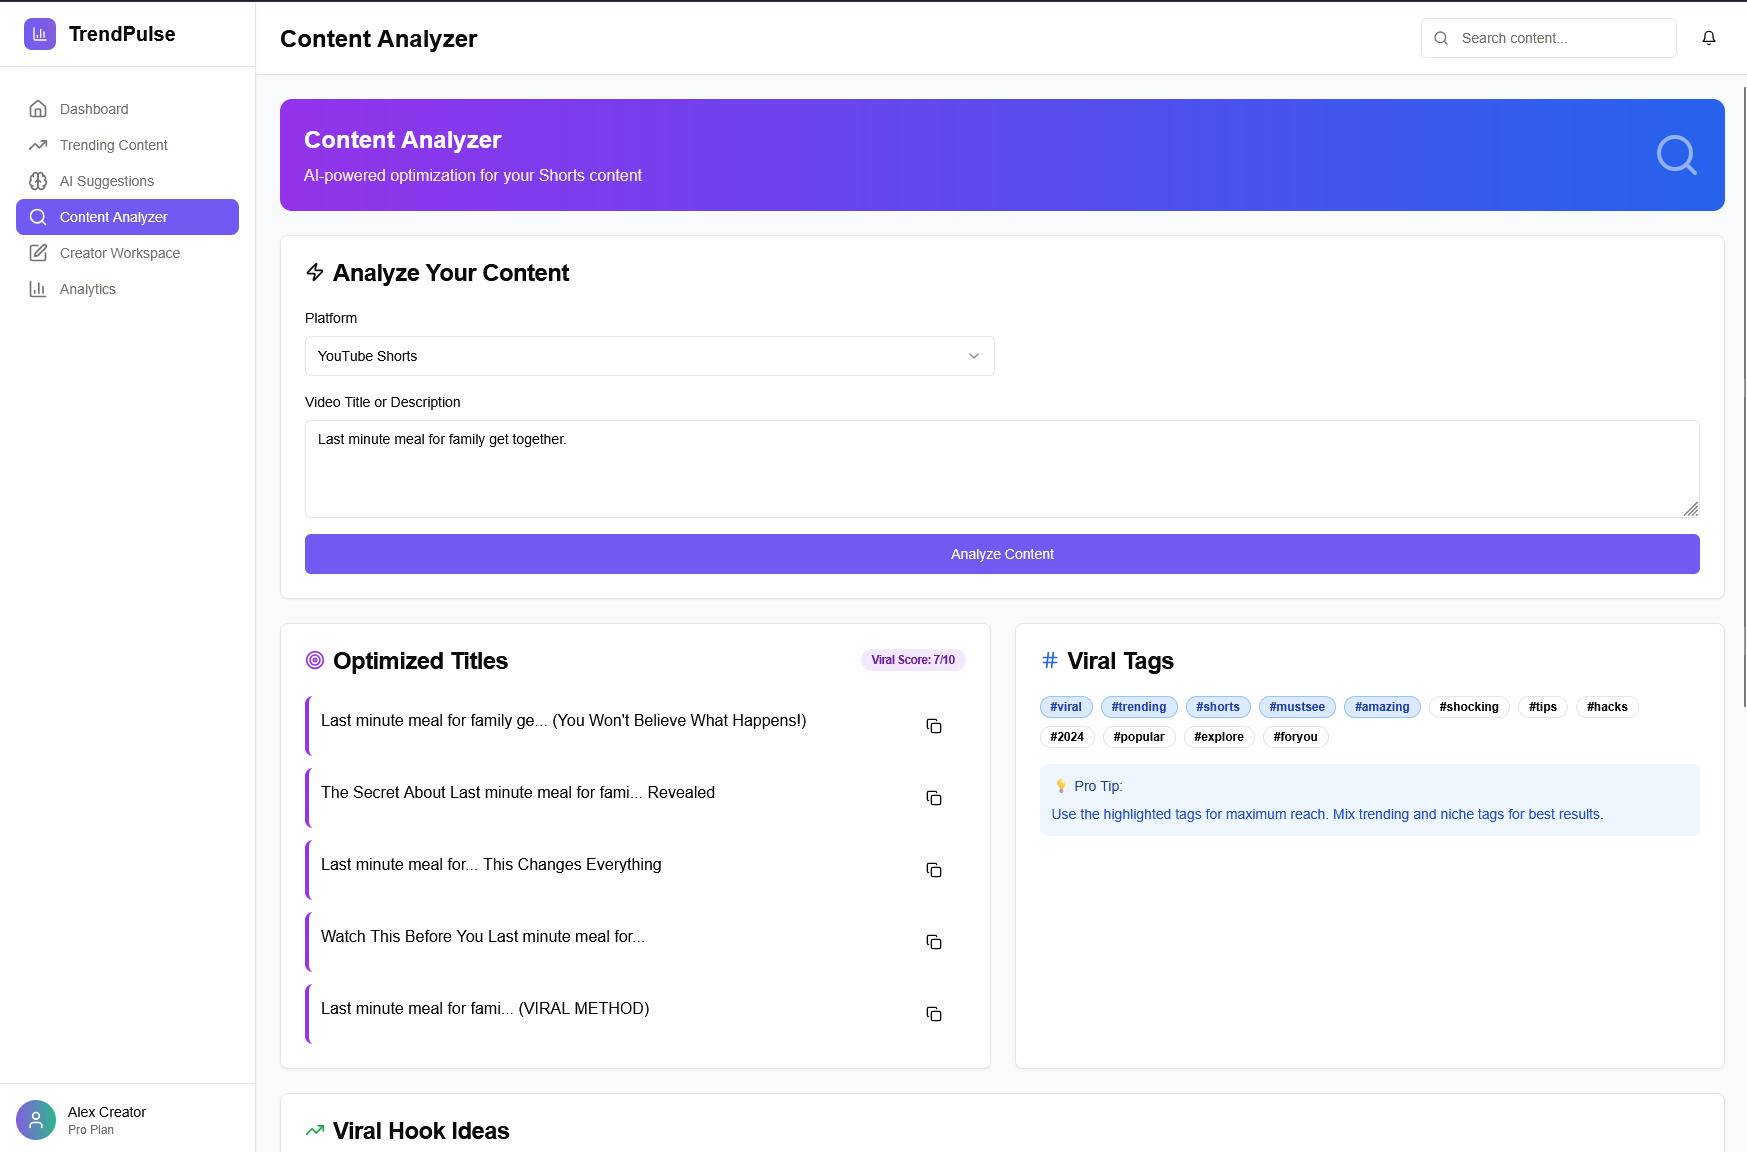 TrendPulse
Content Analyzer
Search content...
Dashboard
Trending Content
AI Suggestions
Content Analyzer
Creator Workspace
Analytics
Content Analyzer
AI-powered optimization for your Shorts content
Analyze Your Content
Platform
YouTube Shorts
Video Title or Description
Last minute meal for family get together.
Analyze Content
Optimized Titles
Viral Score: 7/10
Last minute meal for family ge... (You Won't Believe What Happens!)
The Secret About Last minute meal for fami... Revealed
Last minute meal for... This Changes Everything
Watch This Before You Last minute meal for...
Last minute meal for fami... (VIRAL METHOD)
Viral Tags
#viral #trending #shorts #mustsee #amazing #shocking #tips #hacks
#2024 #popular #explore #foryou
💡 Pro Tip:
Use the highlighted tags for maximum reach. Mix trending and niche tags for best results.
Viral Hook Ideas
Alex Creator
Pro Plan